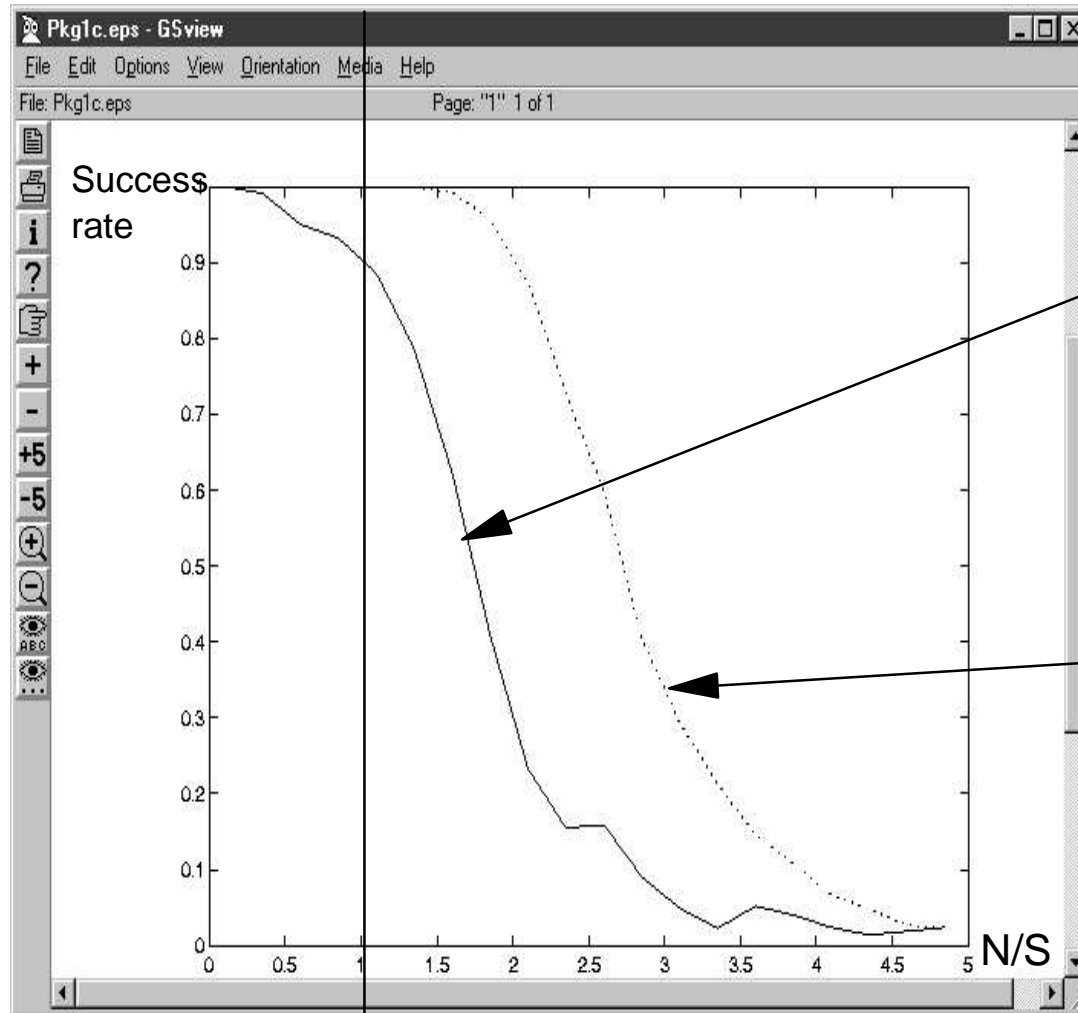 Pkg1c.eps - GSview
File Edit Options View Orientation Media Help
File: Pkg1c.eps Page: "1" 1 of 1
Success
rate
i
?
+
-
+5
-5
ABC
1
0.9
0.8
0.7
0.6
0.5
0.4
0.3
0.2
0.1
0
0 0.5 1 1.5 2 2.5 3 3.5 4 4.5 5
N/S